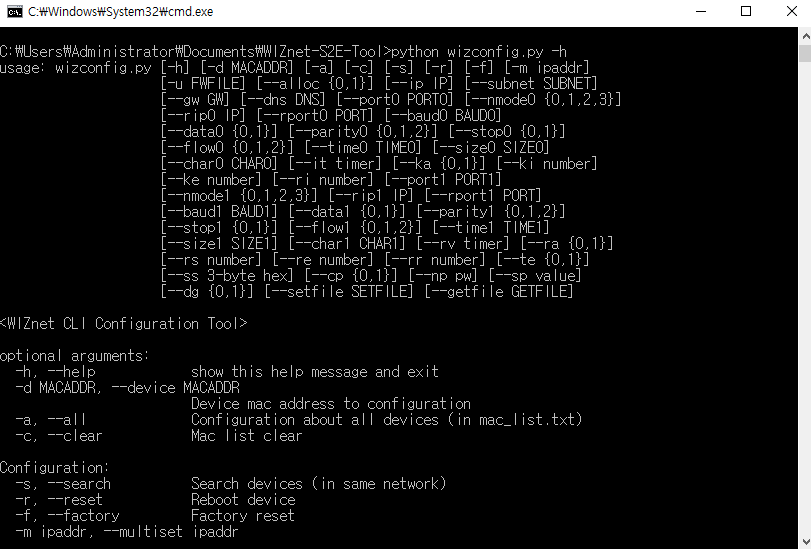 C:₩Windows₩System32₩cmd.exe
C:₩Users₩Administrator₩Documents₩WIZnet-S2E-Tool>python wizconfig.py -h
usage: wizconfig.py [-h] [-d MACADDR] [-a] [-c] [-s] [-r] [-f] [-m ipaddr]
[-u FWFILE] [--alloc {0,1}] [--ip IP] [--subnet SUBNET]
[--gw GW] [--dns DNS] [--port0 PORT0] [--nmode0 {0,1,2,3}]
[--rip0 IP] [--rport0 PORT] [--baud0 BAUD0]
[--data0 {0,1}] [--parity0 {0,1,2}] [--stop0 {0,1}]
[--flow0 {0,1,2}] [--time0 TIME0] [--size0 SIZE0]
[--char0 CHAR0] [--it timer] [--ka {0,1}] [--ki number]
[--ke number] [--ri number] [--port1 PORT1]
[--nmode1 {0,1,2,3}] [--rip1 IP] [--rport1 PORT]
[--baud1 BAUD1] [--data1 {0,1}] [--parity1 {0,1,2}]
[--stop1 {0,1}] [--flow1 {0,1,2}] [--time1 TIME1]
[--size1 SIZE1] [--char1 CHAR1] [--rv timer] [--ra {0,1}]
[--rs number] [--re number] [--rr number] [--te {0,1}]
[--ss 3-byte hex] [--cp {0,1}] [--np pw] [--sp value]
[--dg {0,1}] [--setfile SETFILE] [--getfile GETFILE]
<WIZnet CLI Configuration Tool>
optional arguments:
-h, --help show this help message and exit
-d MACADDR, --device MACADDR
Device mac address to configuration
-a, --all Configuration about all devices (in mac_list.txt)
-c, --clear Mac list clear
Configuration:
-s, --search Search devices (in same network)
-r, --reset Reboot device
-f, --factory Factory reset
-m ipaddr, --multiset ipaddr